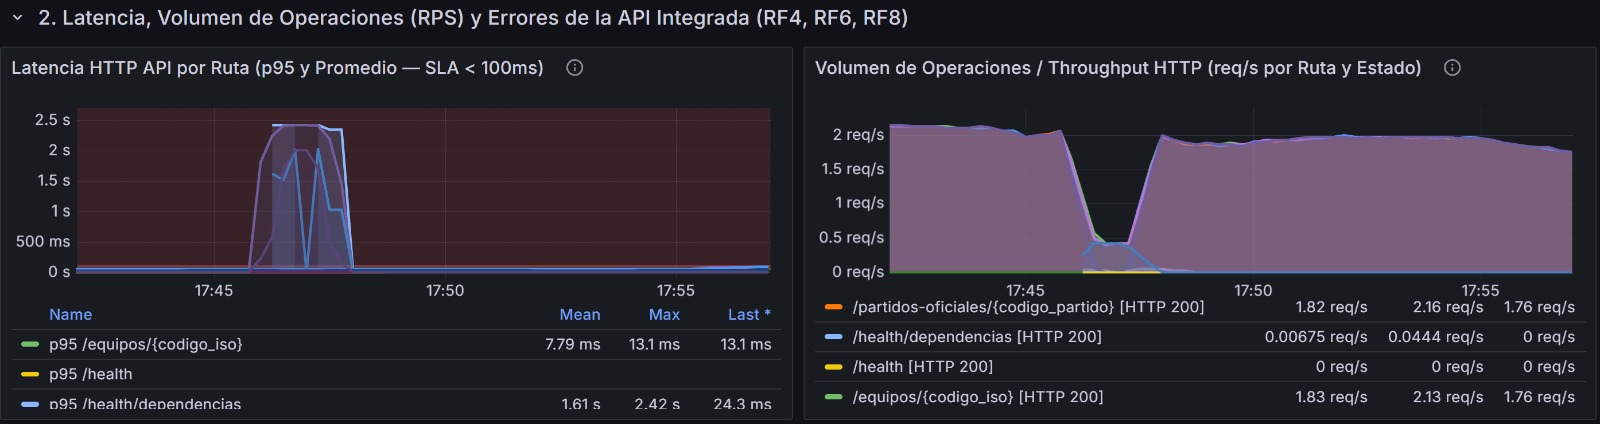 2. Latencia, Volumen de Operaciones (RPS) y Errores de la API Integrada (RF4, RF6, RF8)
Latencia HTTP API por Ruta (p95 y Promedio — SLA < 100ms)
2.5 s
2 s
1.5 s
1 s
500 ms
0 s
17:45 17:50 17:55
Name Mean Max Last *
p95 /equipos/{codigo_iso} 7.79 ms 13.1 ms 13.1 ms
p95 /health
p95 /health/dependencias 1.61 s 2.42 s 24.3 ms
Volumen de Operaciones / Throughput HTTP (req/s por Ruta y Estado)
2 req/s
1.5 req/s
1 req/s
0.5 req/s
0 req/s
17:45 17:50 17:55
/partidos-oficiales/{codigo_partido} [HTTP 200] 1.82 req/s 2.16 req/s 1.76 req/s
/health/dependencias [HTTP 200] 0.00675 req/s 0.0444 req/s 0 req/s
/health [HTTP 200] 0 req/s 0 req/s 0 req/s
/equipos/{codigo_iso} [HTTP 200] 1.83 req/s 2.13 req/s 1.76 req/s